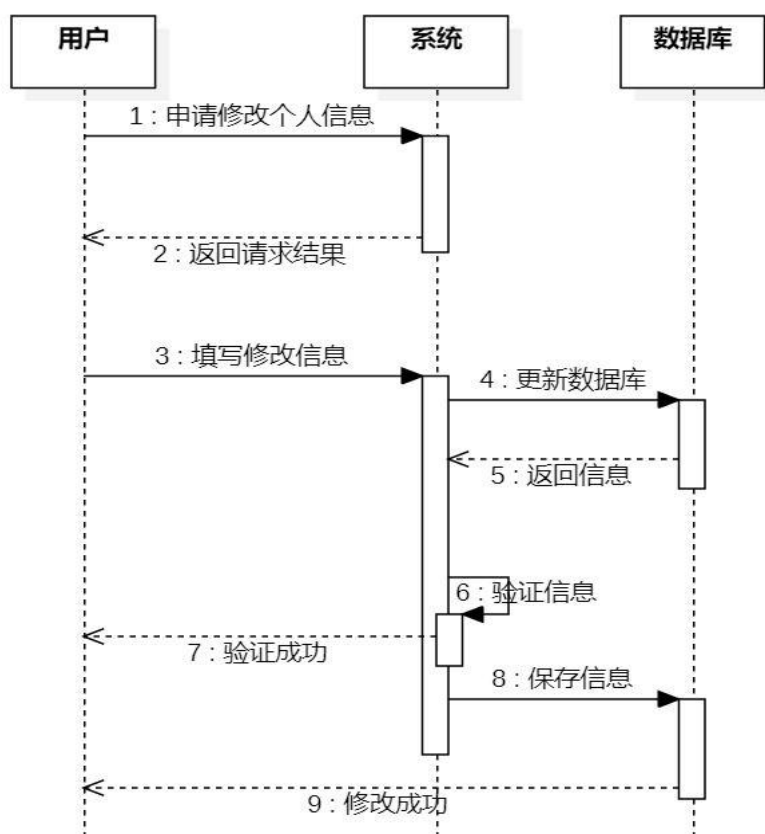 用户
系统
数据库
1 : 申请修改个人信息
2 : 返回请求结果
3 : 填写修改信息
4 : 更新数据库
5 : 返回信息
6 : 验证信息
7 : 验证成功
8 : 保存信息
9 : 修改成功